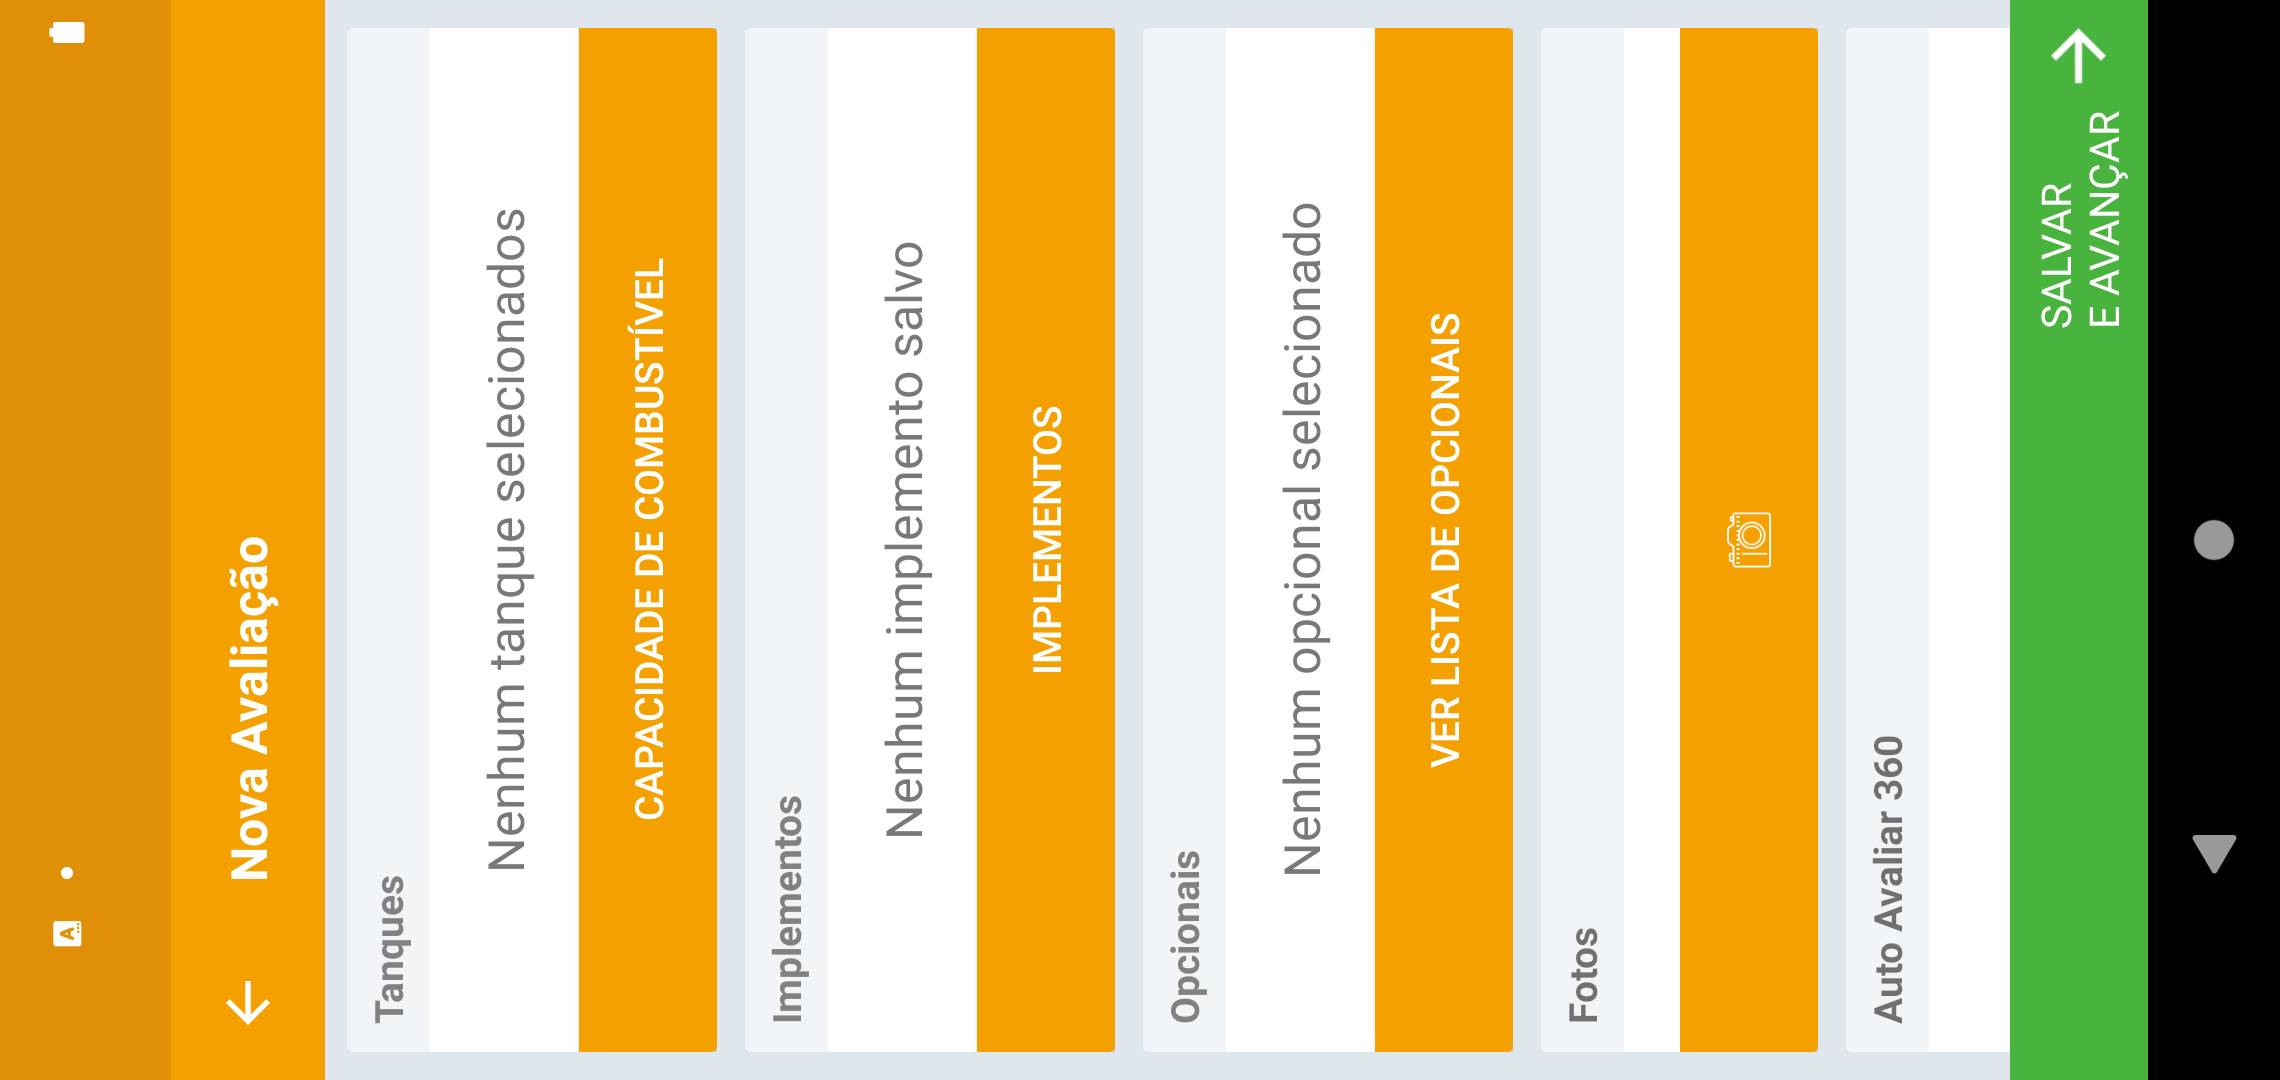 Nova Avaliação
Tanques
Nenhum tanque selecionados
CAPACIDADE DE COMBUSTÍVEL
Implementos
Nenhum implemento salvo
IMPLEMENTOS
Opcionais
Nenhum opcional selecionado
VER LISTA DE OPCIONAIS
Fotos
Auto Avaliar 360
SALVAR
E AVANÇAR